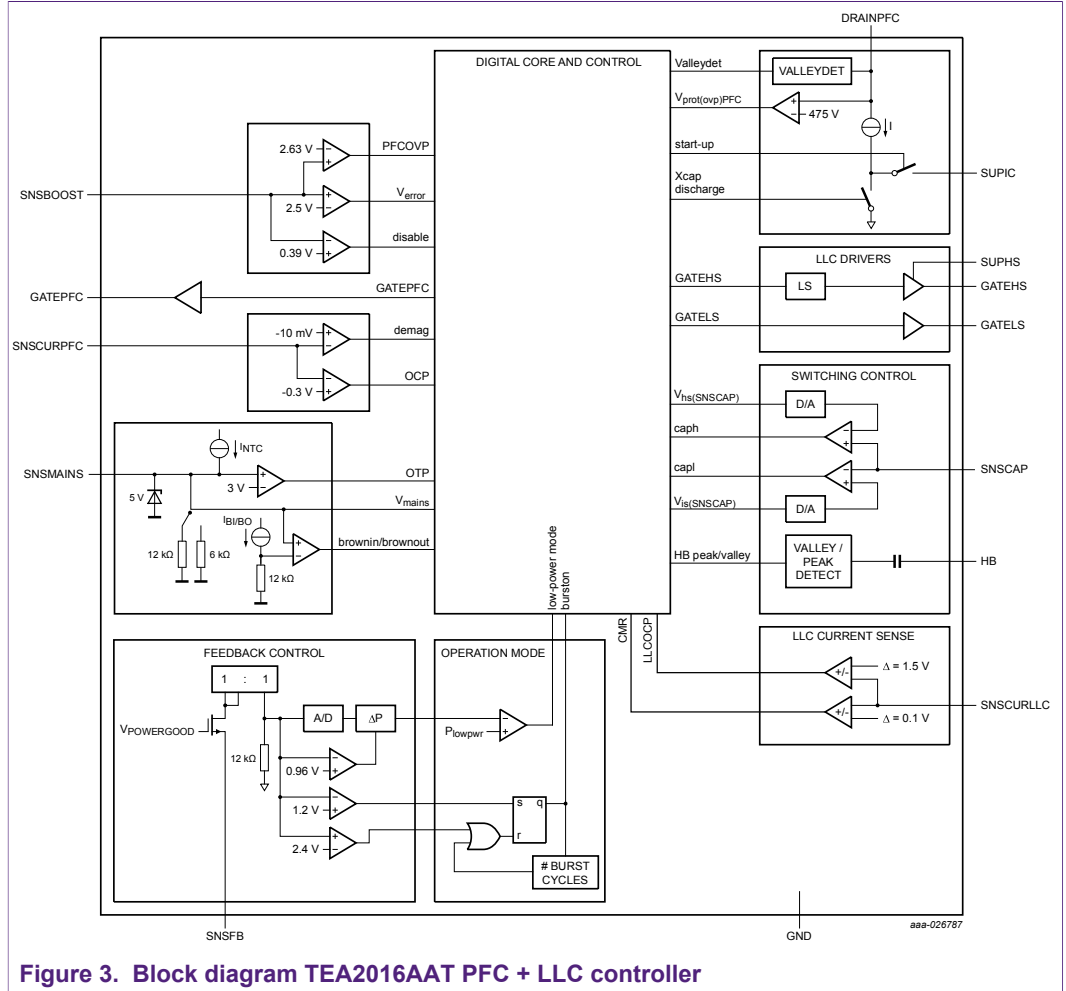 DRAINPFC
DIGITAL CORE AND CONTROL
Valleydet
VALLEYDET
Vprot(ovp)PFC
+
−
475 V
I
start-up
SUPIC
Xcap
discharge
SNSBOOST
2.63 V
−
+
PFCOVP
2.5 V
+
−
Verror
0.39 V
−
+
disable
GATEPFC
GATEPFC
SNSCURPFC
-10 mV
+
−
demag
-0.3 V
−
+
OCP
LLC DRIVERS
SUPHS
GATEHS
LS
GATEHS
GATELS
GATELS
SWITCHING CONTROL
Vhs(SNSCAP)
D/A
caph
−
+
capl
−
+
SNSCAP
Vls(SNSCAP)
D/A
HB peak/valley
VALLEY /
PEAK
DETECT
HB
SNSMAINS
INTC
3 V
+
−
OTP
5 V
Vmains
IBI/BO
+
−
brownin/brownout
12 kΩ
6 kΩ
12 kΩ
low-power mode
burston
CMR
LLCOCP
LLC CURRENT SENSE
+/-
Δ = 1.5 V
+/-
Δ = 0.1 V
SNSCURLLC
FEEDBACK CONTROL
1 : 1
VPOWERGOOD
12 kΩ
A/D
ΔP
0.96 V
−
+
1.2 V
−
+
2.4 V
+
−
OPERATION MODE
Plowpwr
−
+
s q
r
# BURST
CYCLES
SNSFB
GND
aaa-026787
Figure 3. Block diagram TEA2016AAT PFC + LLC controller